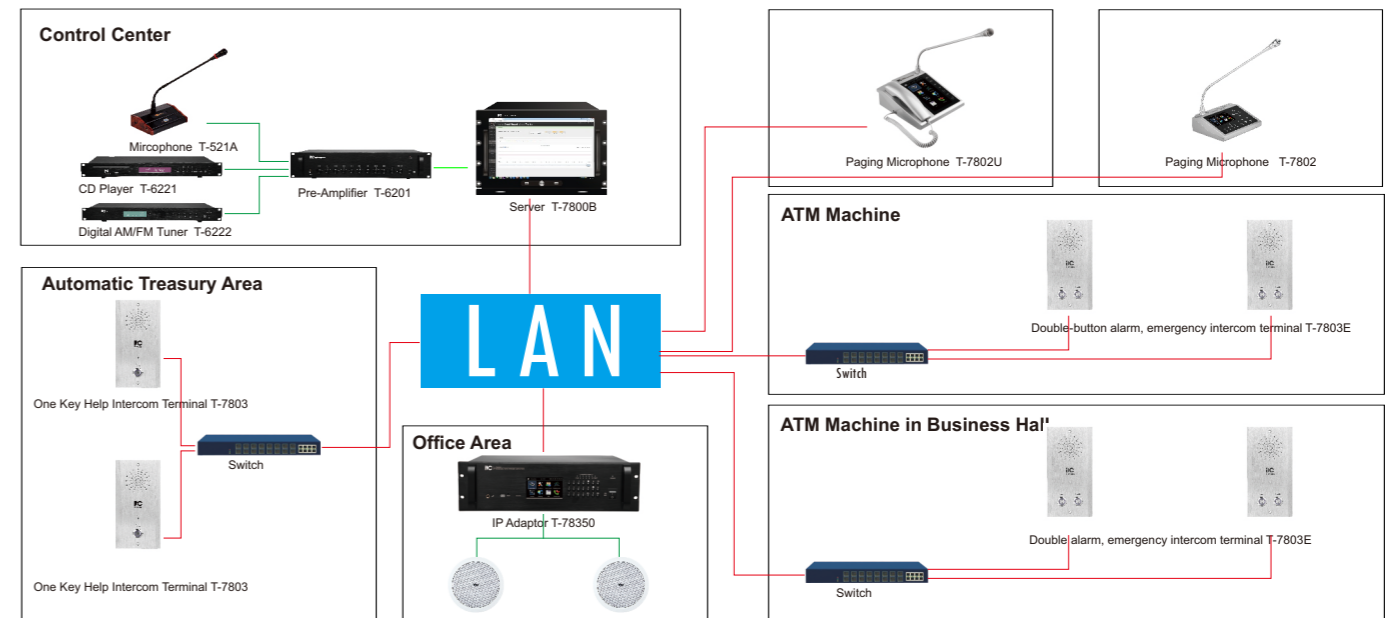 Control Center
Mircophone T-521A
CD Player T-6221
Pre-Amplifier T-6201
Digital AM/FM Tuner T-6222
Server T-7800B
Paging Microphone T-7802U
Paging Microphone T-7802
ATM Machine
Double-button alarm, emergency intercom terminal T-7803E
Switch
Automatic Treasury Area
One Key Help Intercom Terminal T-7803
Switch
One Key Help Intercom Terminal T-7803
LAN
Office Area
IP Adaptor T-78350
ATM Machine in Business Hall
Double alarm, emergency intercom terminal T-7803E
Switch